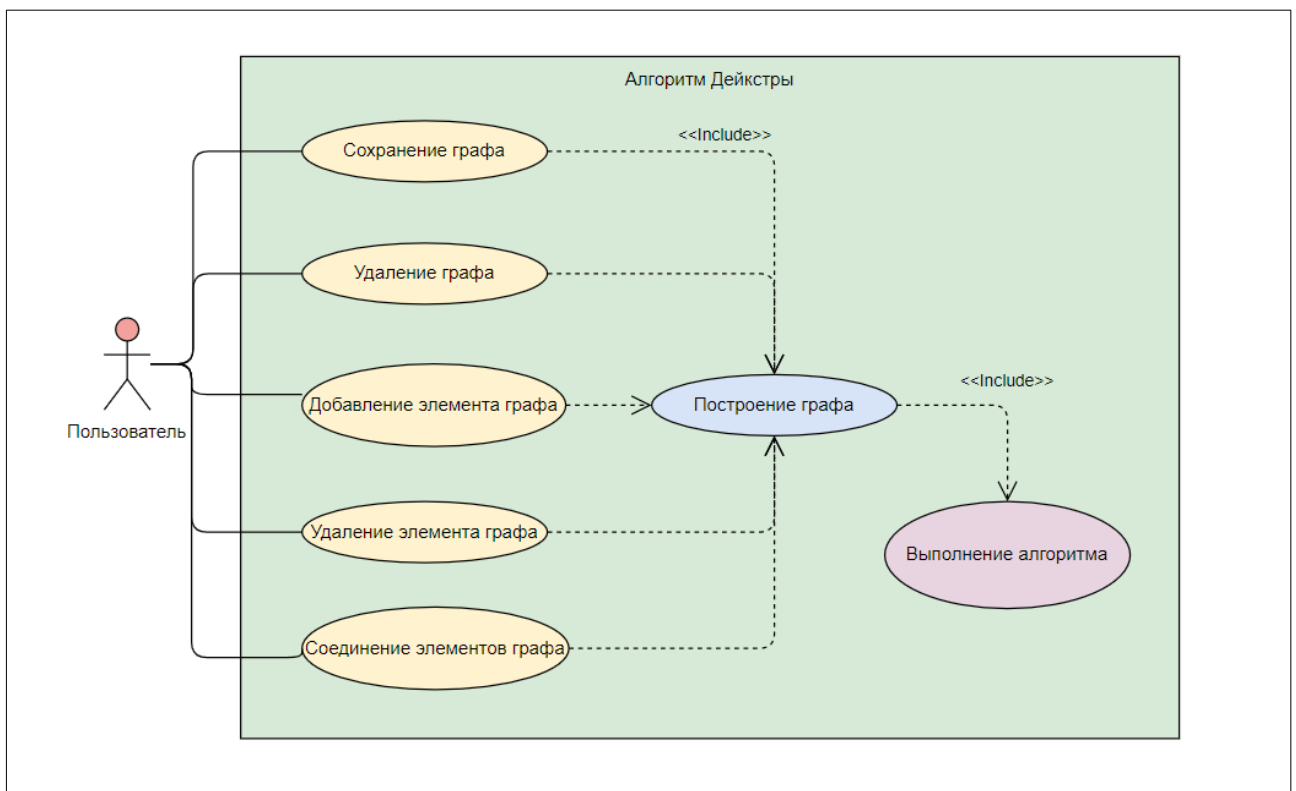 Алгоритм Дейкстры
<<Include>>
Сохранение графа
Удаление графа
Добавление элемента графа
Построение графа
<<Include>>
Пользователь
Удаление элемента графа
Выполнение алгоритма
Соединение элементов графа